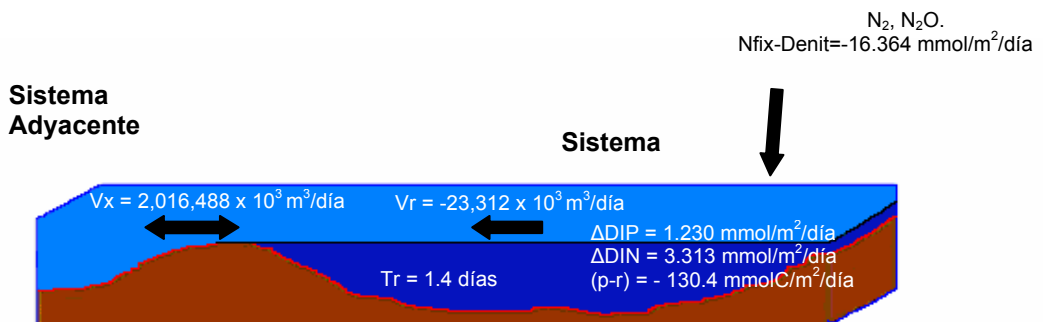 N₂, N₂O.
Nfix-Denit=-16.364 mmol/m²/día
Sistema
Adyacente
Sistema
Vx = 2,016,488 x 10³ m³/día
Vr = -23,312 x 10³ m³/día
ΔDIP = 1.230 mmol/m²/día
ΔDIN = 3.313 mmol/m²/día
(p-r) = - 130.4 mmolC/m²/día
Tr = 1.4 días